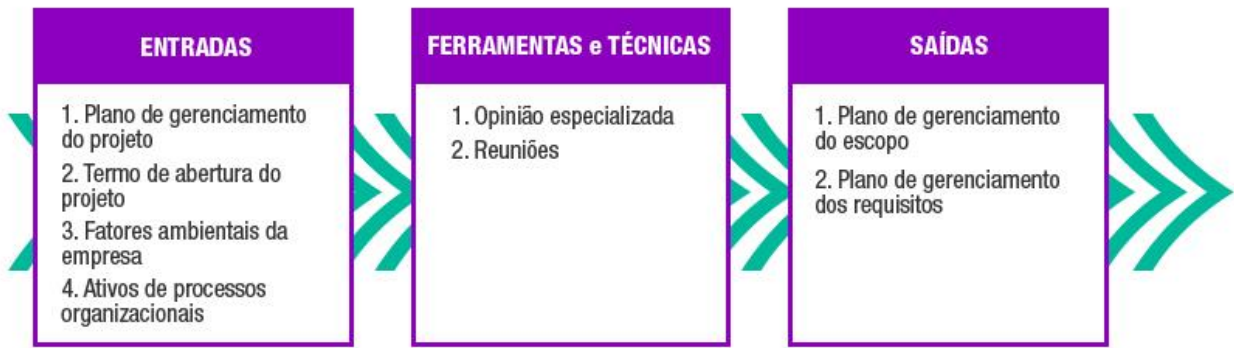 ENTRADAS
1. Plano de gerenciamento
do projeto
2. Termo de abertura do
projeto
3. Fatores ambientais da
empresa
4. Ativos de processos
organizacionais
FERRAMENTAS e TÉCNICAS
1. Opinião especializada
2. Reuniões
SAÍDAS
1. Plano de gerenciamento
do escopo
2. Plano de gerenciamento
dos requisitos